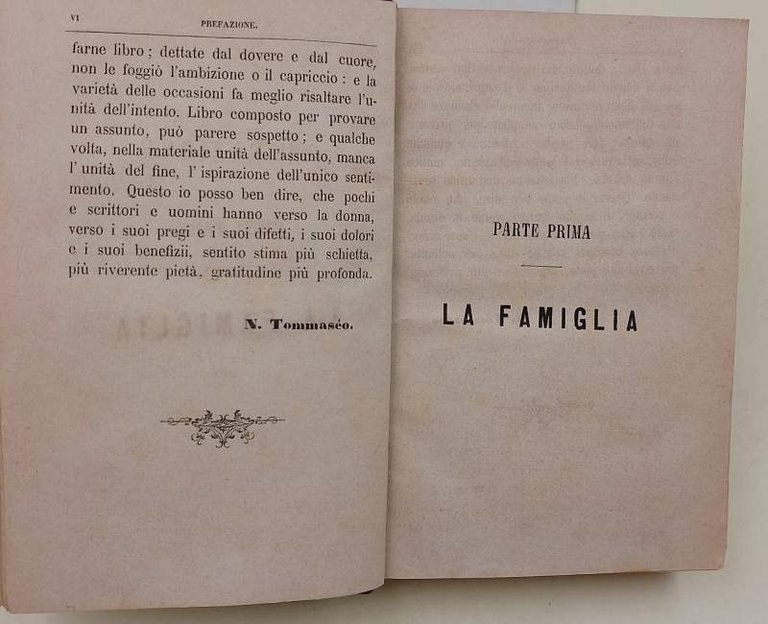 VI PREFAZIONE.
farne libro; dettate dal dovere e dal cuore,
non le foggiò l'ambizione o il capriccio: e la
varietà delle occasioni fa meglio risaltare l'u-
nità dell'intento. Libro composto per provare
un assunto, può parere sospetto; e qualche
volta, nella materiale unità dell'assunto, manca
l'unità del fine, l'ispirazione dell'unico senti-
mento. Questo io posso ben dire, che pochi
e scrittori e uomini hanno verso la donna,
verso i suoi pregi e i suoi difetti, i suoi dolori
e i suoi benefizii, sentito stima più schietta,
più riverente pietà, gratitudine più profonda.
N. Tommaséo.
PARTE PRIMA
LA FAMIGLIA